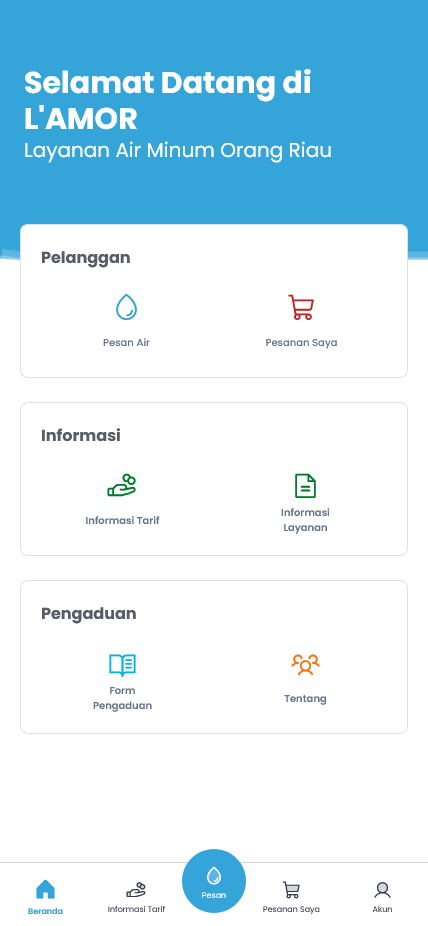 Selamat Datang di
L'AMOR
Layanan Air Minum Orang Riau
Pelanggan
Pesan Air
Pesanan Saya
Informasi
Informasi Tarif
Informasi
Layanan
Pengaduan
Form
Pengaduan
Tentang
Beranda
Informasi Tarif
Pesan
Pesanan Saya
Akun